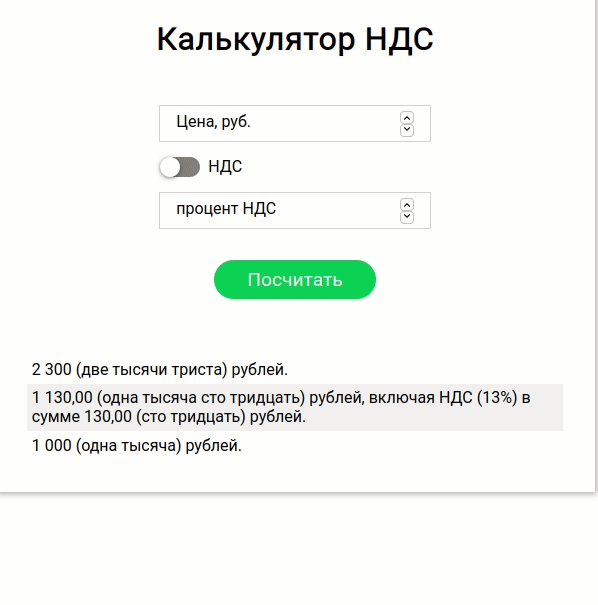 Калькулятор НДС
Цена, руб.
НДС
процент НДС
Посчитать
2 300 (две тысячи триста) рублей.
1 130,00 (одна тысяча сто тридцать) рублей, включая НДС (13%) в
сумме 130,00 (сто тридцать) рублей.
1 000 (одна тысяча) рублей.